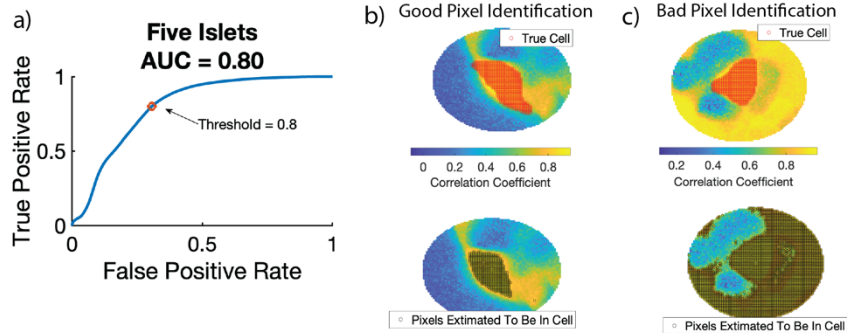 a)
Five Islets
AUC = 0.80
True Positive Rate
1
0.5
0
Threshold = 0.8
0
0.5
1
False Positive Rate
b)
Good Pixel Identification
True Cell
0
0.2
0.4
0.6
0.8
Correlation Coefficient
Pixels Extimated To Be In Cell
c)
Bad Pixel Identification
True Cell
0.2
0.4
0.6
0.8
Correlation Coefficient
Pixels Extimated To Be In Cell